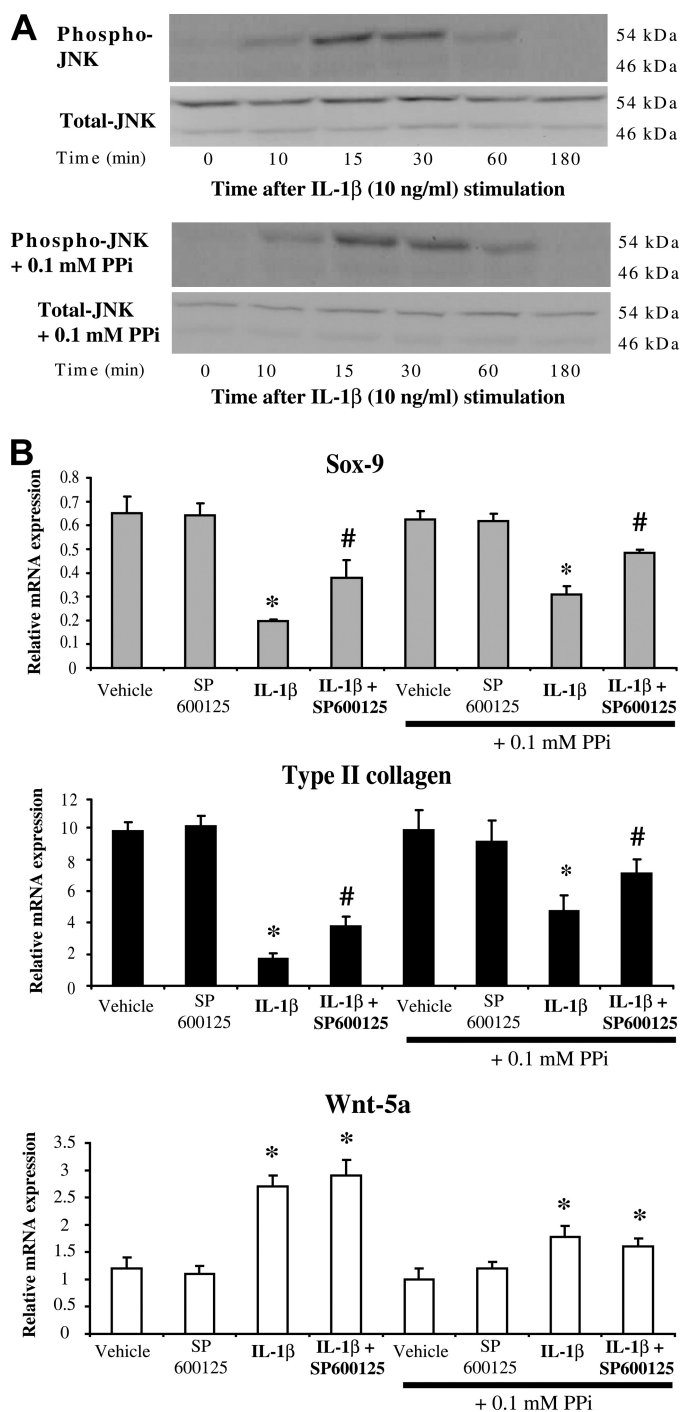 A
Phospho-
JNK
54 kDa
46 kDa
Total-JNK
54 kDa
46 kDa
Time (min) 0 10 15 30 60 180
Time after IL-1β (10 ng/ml) stimulation
Phospho-JNK
+ 0.1 mM PPi
54 kDa
46 kDa
Total-JNK
+ 0.1 mM PPi
54 kDa
46 kDa
Time (min) 0 10 15 30 60 180
Time after IL-1β (10 ng/ml) stimulation
B
Sox-9
Relative mRNA expression
0.8
0.7
0.6
0.5
0.4
0.3
0.2
0.1
0
*
#
*
#
Vehicle SP 600125 IL-1β IL-1β + SP600125 Vehicle SP 600125 IL-1β IL-1β + SP600125
+ 0.1 mM PPi
Type II collagen
Relative mRNA expression
12
10
8
6
4
2
0
*
#
*
#
Vehicle SP 600125 IL-1β IL-1β + SP600125 Vehicle SP 600125 IL-1β IL-1β + SP600125
+ 0.1 mM PPi
Wnt-5a
Relative mRNA expression
3.5
3
2.5
2
1.5
1
0.5
0
*
*
*
*
Vehicle SP 600125 IL-1β IL-1β + SP600125 Vehicle SP 600125 IL-1β IL-1β + SP600125
+ 0.1 mM PPi